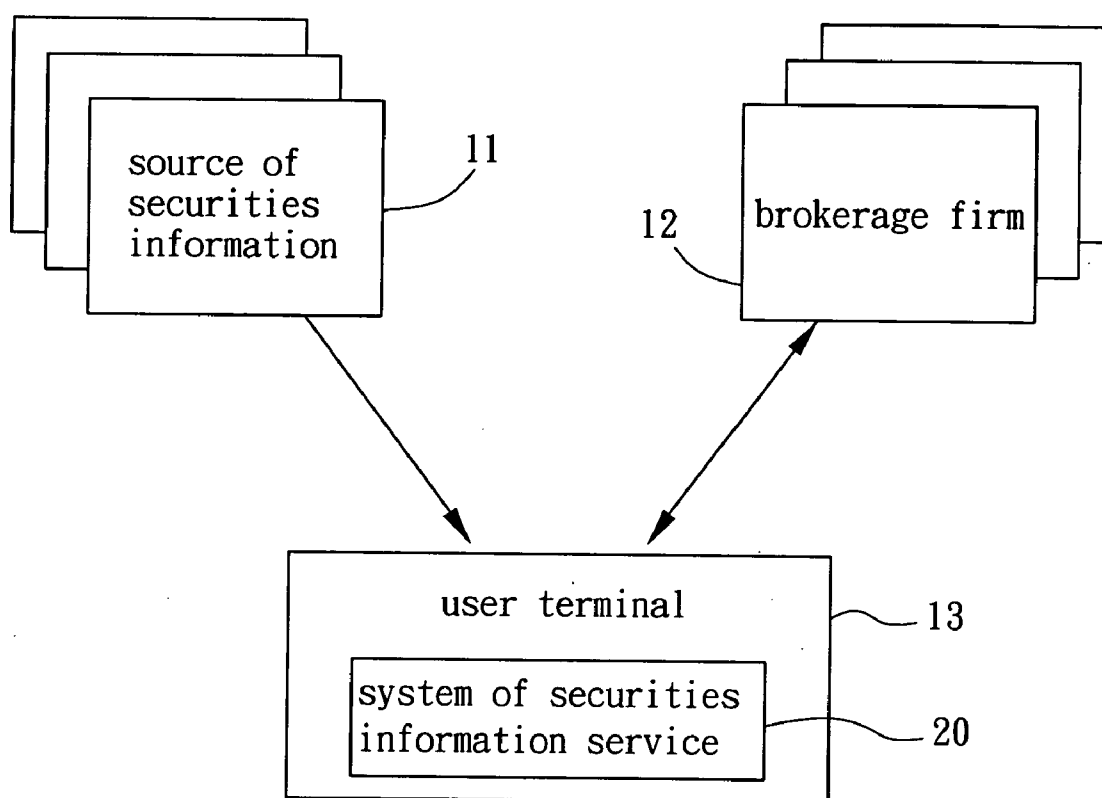 source of
securities
information
11
brokerage firm
12
user terminal
13
system of securities
information service
20